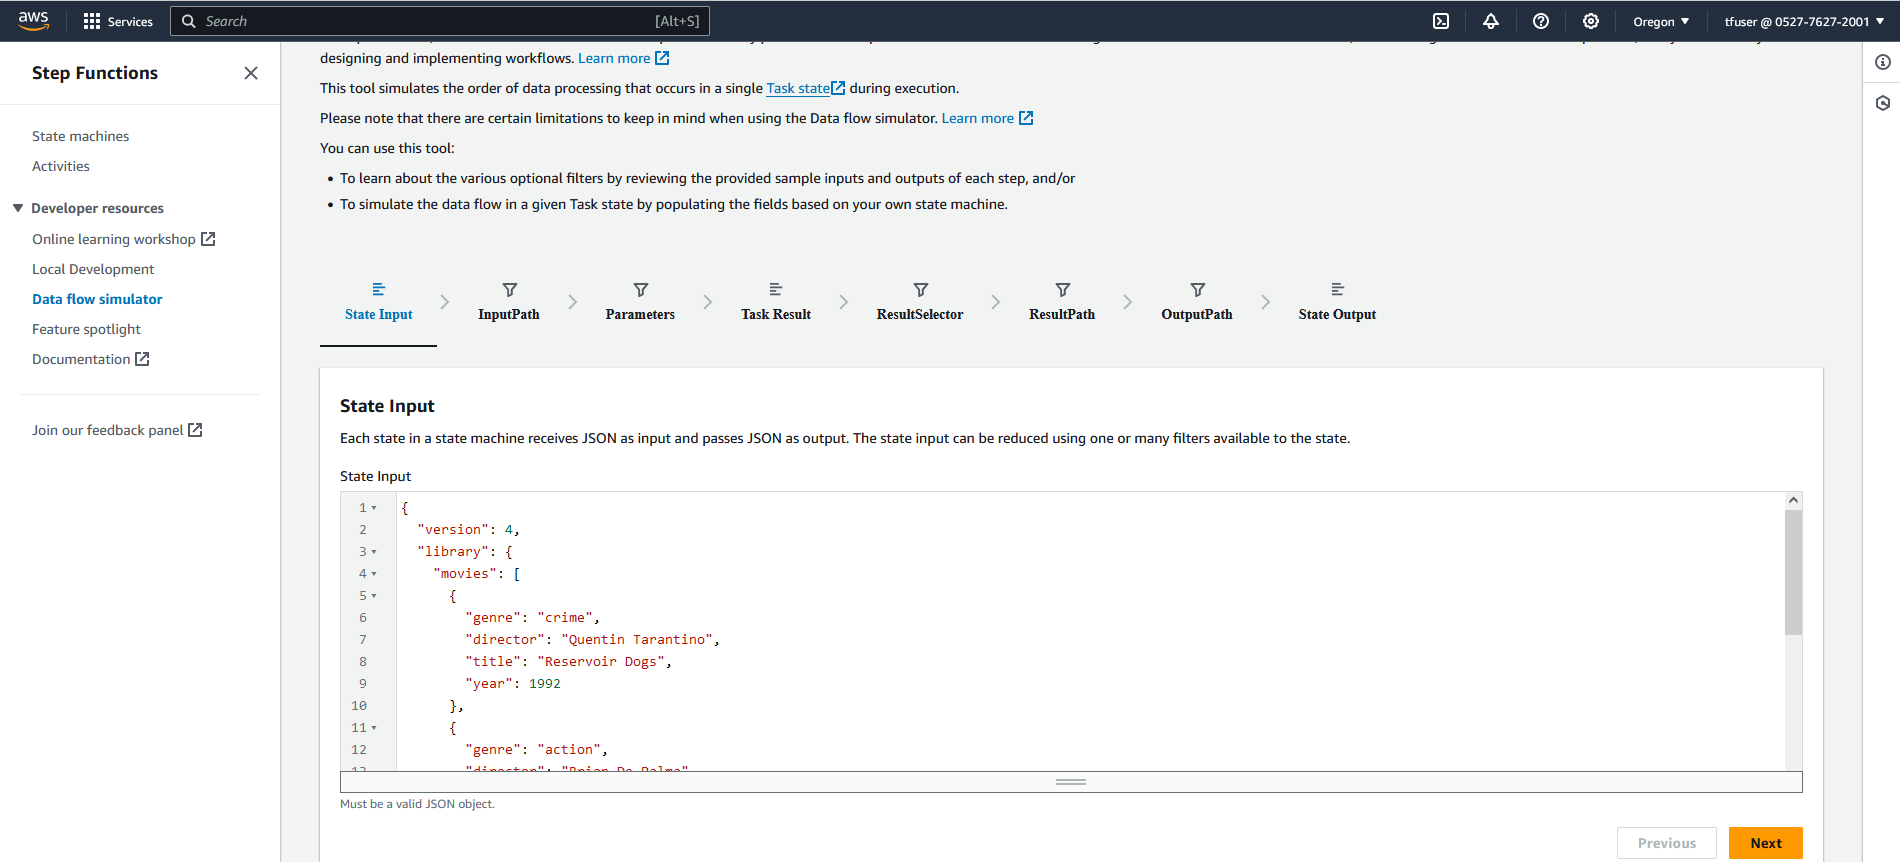 aws
Services
Search
[Alt+S]
Oregon ▼
tfuser @ 0527-7627-2001 ▼
Step Functions
State machines
Activities
Developer resources
Online learning workshop
Local Development
Data flow simulator
Feature spotlight
Documentation
Join our feedback panel
designing and implementing workflows. Learn more
This tool simulates the order of data processing that occurs in a single Task state during execution.
Please note that there are certain limitations to keep in mind when using the Data flow simulator. Learn more
You can use this tool:
• To learn about the various optional filters by reviewing the provided sample inputs and outputs of each step, and/or
• To simulate the data flow in a given Task state by populating the fields based on your own state machine.
State Input
InputPath
Parameters
Task Result
ResultSelector
ResultPath
OutputPath
State Output
State Input
Each state in a state machine receives JSON as input and passes JSON as output. The state input can be reduced using one or many filters available to the state.
State Input
1 {
2 "version": 4,
3 "library": {
4 "movies": [
5 {
6 "genre": "crime",
7 "director": "Quentin Tarantino",
8 "title": "Reservoir Dogs",
9 "year": 1992
10 },
11 {
12 "genre": "action",
13 "director": "Brian De Palma"
Must be a valid JSON object.
Previous
Next